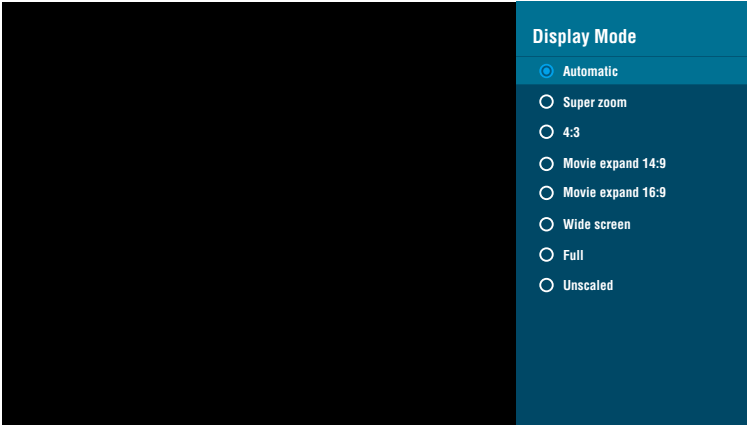 Display Mode
Automatic
Super zoom
4:3
Movie expand 14:9
Movie expand 16:9
Wide screen
Full
Unscaled